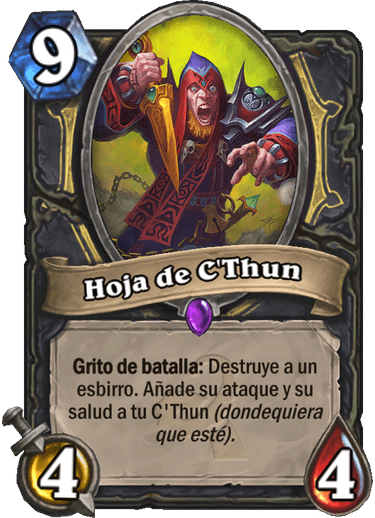 9
Hoja de C'Thun
Grito de batalla: Destruye a un
esbirro. Añade su ataque y su
salud a tu C'Thun (dondequiera
que esté).
4
4